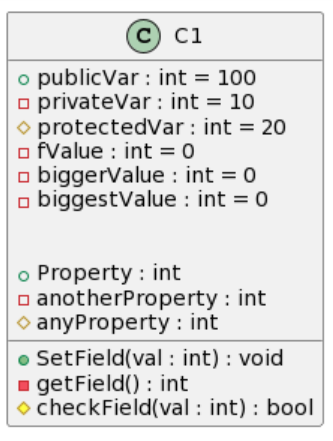 C C1
publicVar : int = 100
privateVar : int = 10
protectedVar : int = 20
fValue : int = 0
biggerValue : int = 0
biggestValue : int = 0
Property : int
anotherProperty : int
anyProperty : int
SetField(val : int) : void
getField() : int
checkField(val : int) : bool